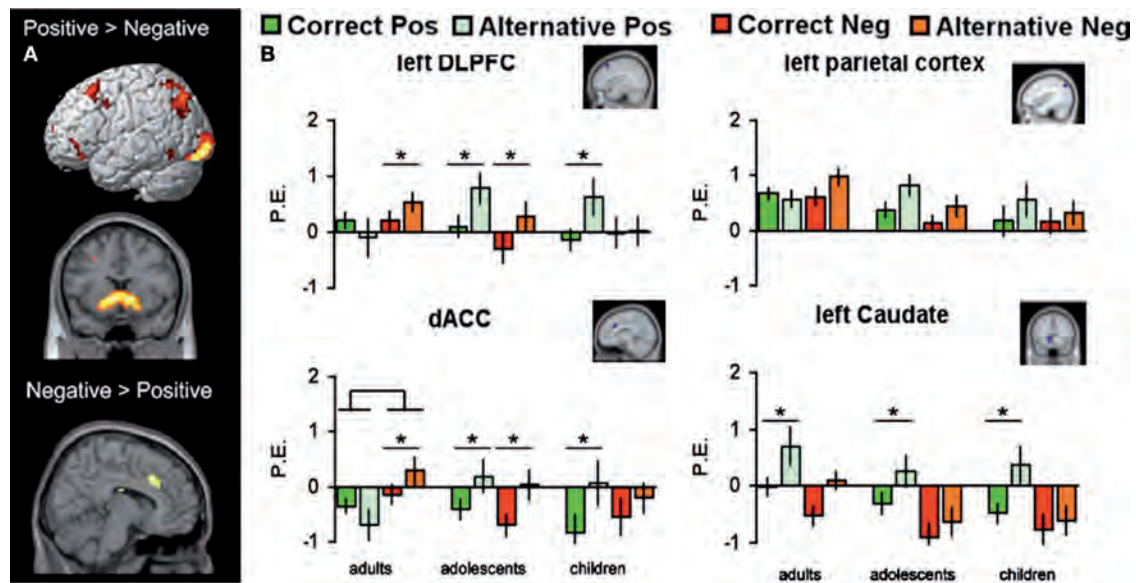 Positive > Negative
A
Negative > Positive
Correct Pos Alternative Pos Correct Neg Alternative Neg
B
left DLPFC
2
1
0
-1
P.E.
* * * *
left parietal cortex
2
1
0
-1
P.E.
dACC
2
1
0
-1
P.E.
* * * *
adults adolescents children
left Caudate
2
1
0
-1
P.E.
* * *
adults adolescents children